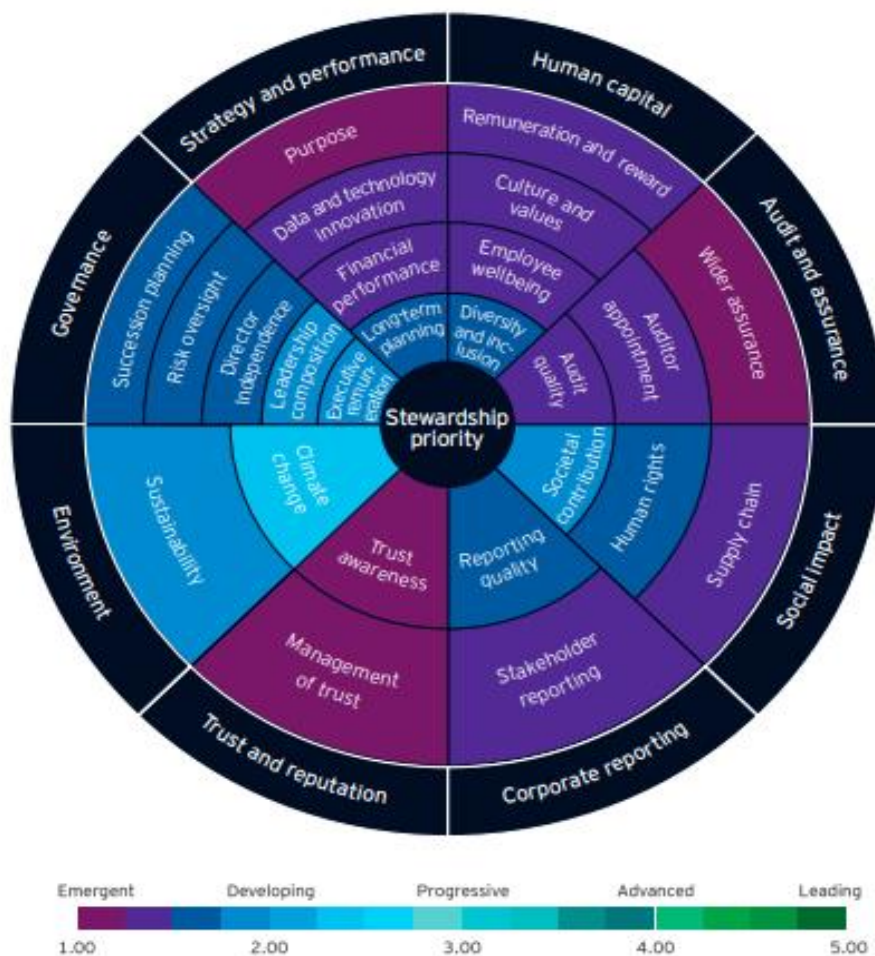 Strategy and performance
Purpose
Data and technology
innovation
Financial
performance
Long-term
planning
Human capital
Remuneration and reward
Culture and
values
Employee
wellbeing
Diversity
and inc-
lusion
Audit and assurance
Wider assurance
Auditor
appointment
Audit
quality
Social impact
Supply chain
Human rights
Societal
contribution
Corporate reporting
Stakeholder
reporting
Reporting
quality
Trust and reputation
Management
of trust
Trust
awareness
Environment
Sustainability
Climate
change
Governance
Succession planning
Risk oversight
Director
independence
Leadership
composition
Executive
remun-
eration
Stewardship
priority
Emergent Developing Progressive Advanced Leading
1.00 2.00 3.00 4.00 5.00